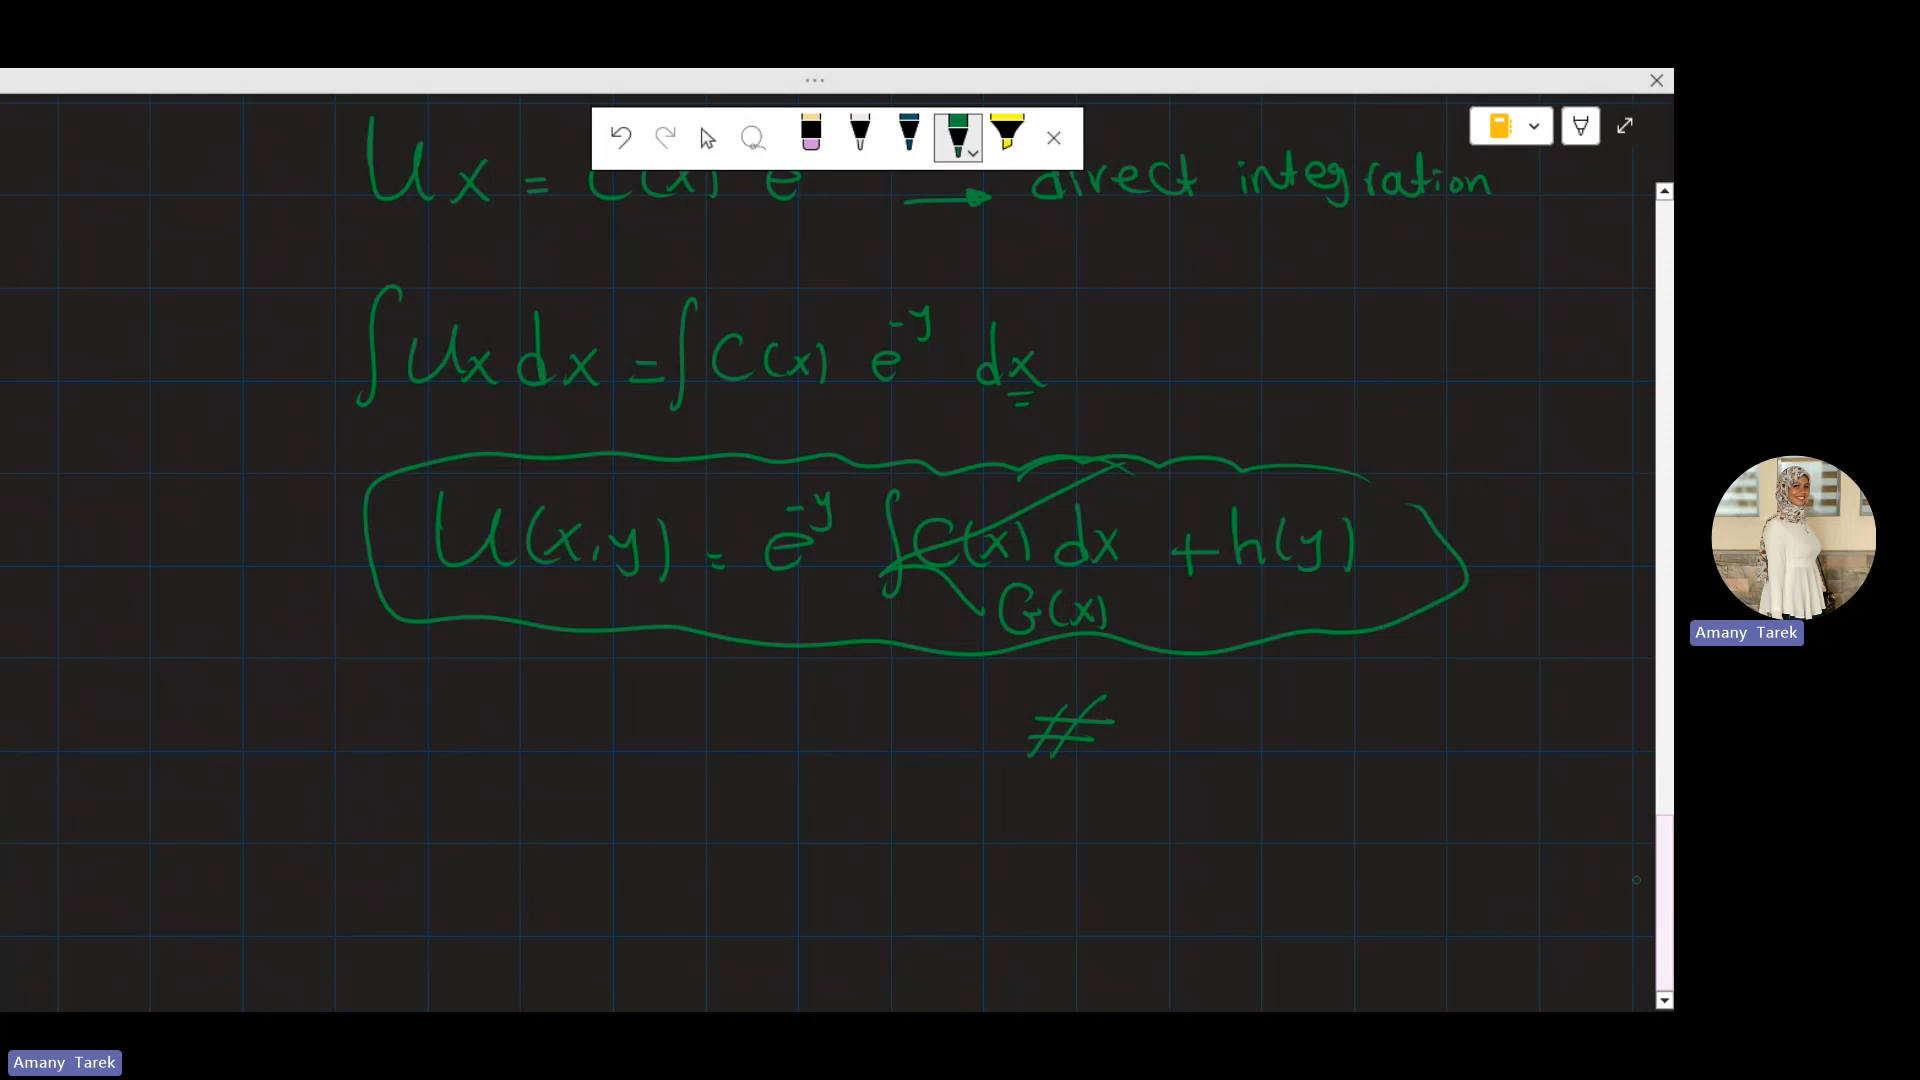 Ux = C(x) e → direct integration
∫ Ux dx = ∫ C(x) e^-y dx
U(x,y) = e^-y ∫ C(x) dx + h(y)
G(x)
#
Amany Tarek
Amany Tarek